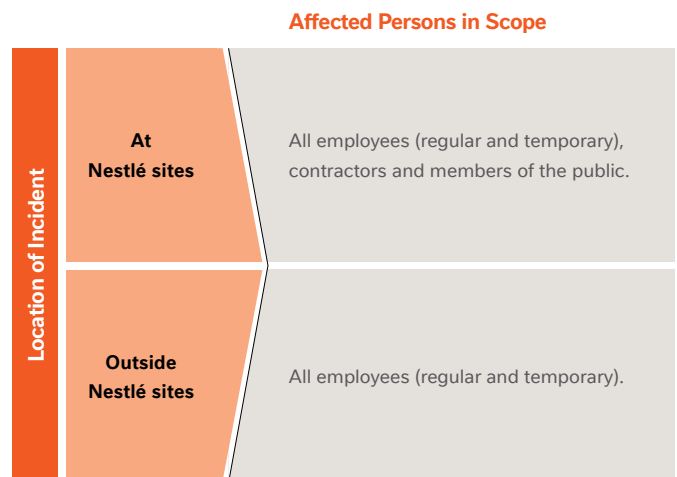 Affected Persons in Scope
Location of Incident
At
Nestlé sites
All employees (regular and temporary),
contractors and members of the public.
Outside
Nestlé sites
All employees (regular and temporary).